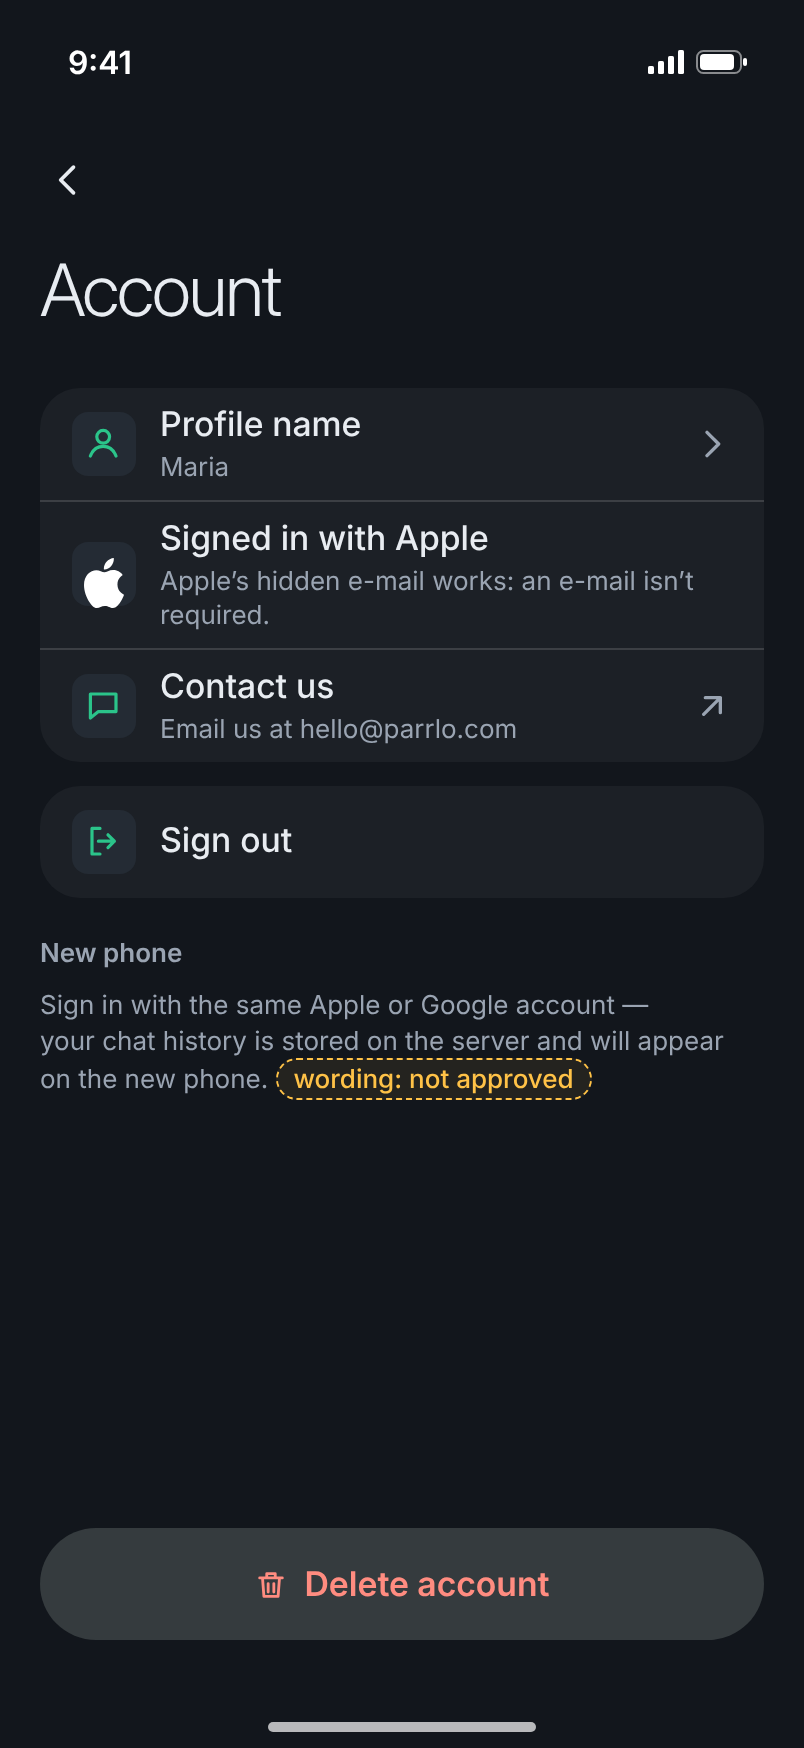 9:41
Account
Profile name
Maria
Signed in with Apple
Apple’s hidden e-mail works: an e-mail isn’t
required.
Contact us
Email us at hello@parrlo.com
Sign out
New phone
Sign in with the same Apple or Google account —
your chat history is stored on the server and will appear
on the new phone. wording: not approved
Delete account